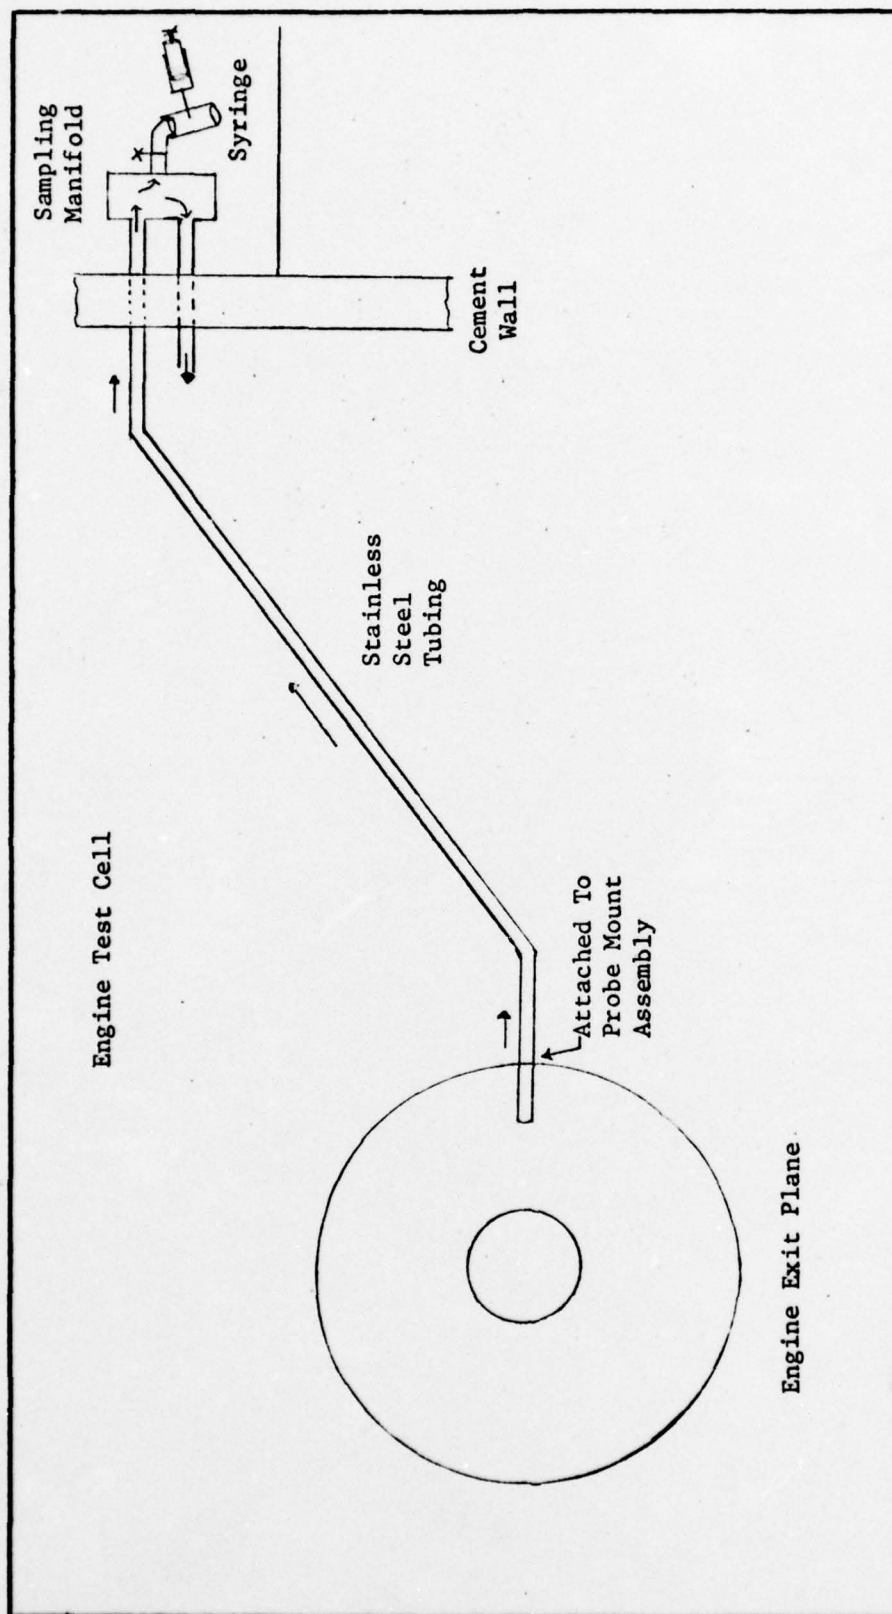 Sampling
Manifold
Syringe
Cement
Wall
Stainless
Steel
Tubing
Engine Test Cell
Attached To
Probe Mount
Assembly
Engine Exit Plane